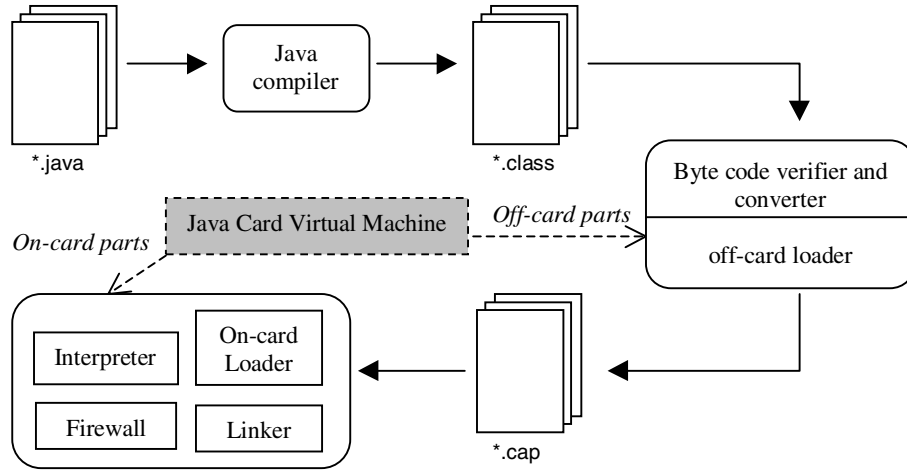 Java
compiler
*.java
*.class
Byte code verifier and
converter
off-card loader
Java Card Virtual Machine
Off-card parts
On-card parts
Interpreter
On-card
Loader
Firewall
Linker
*.cap